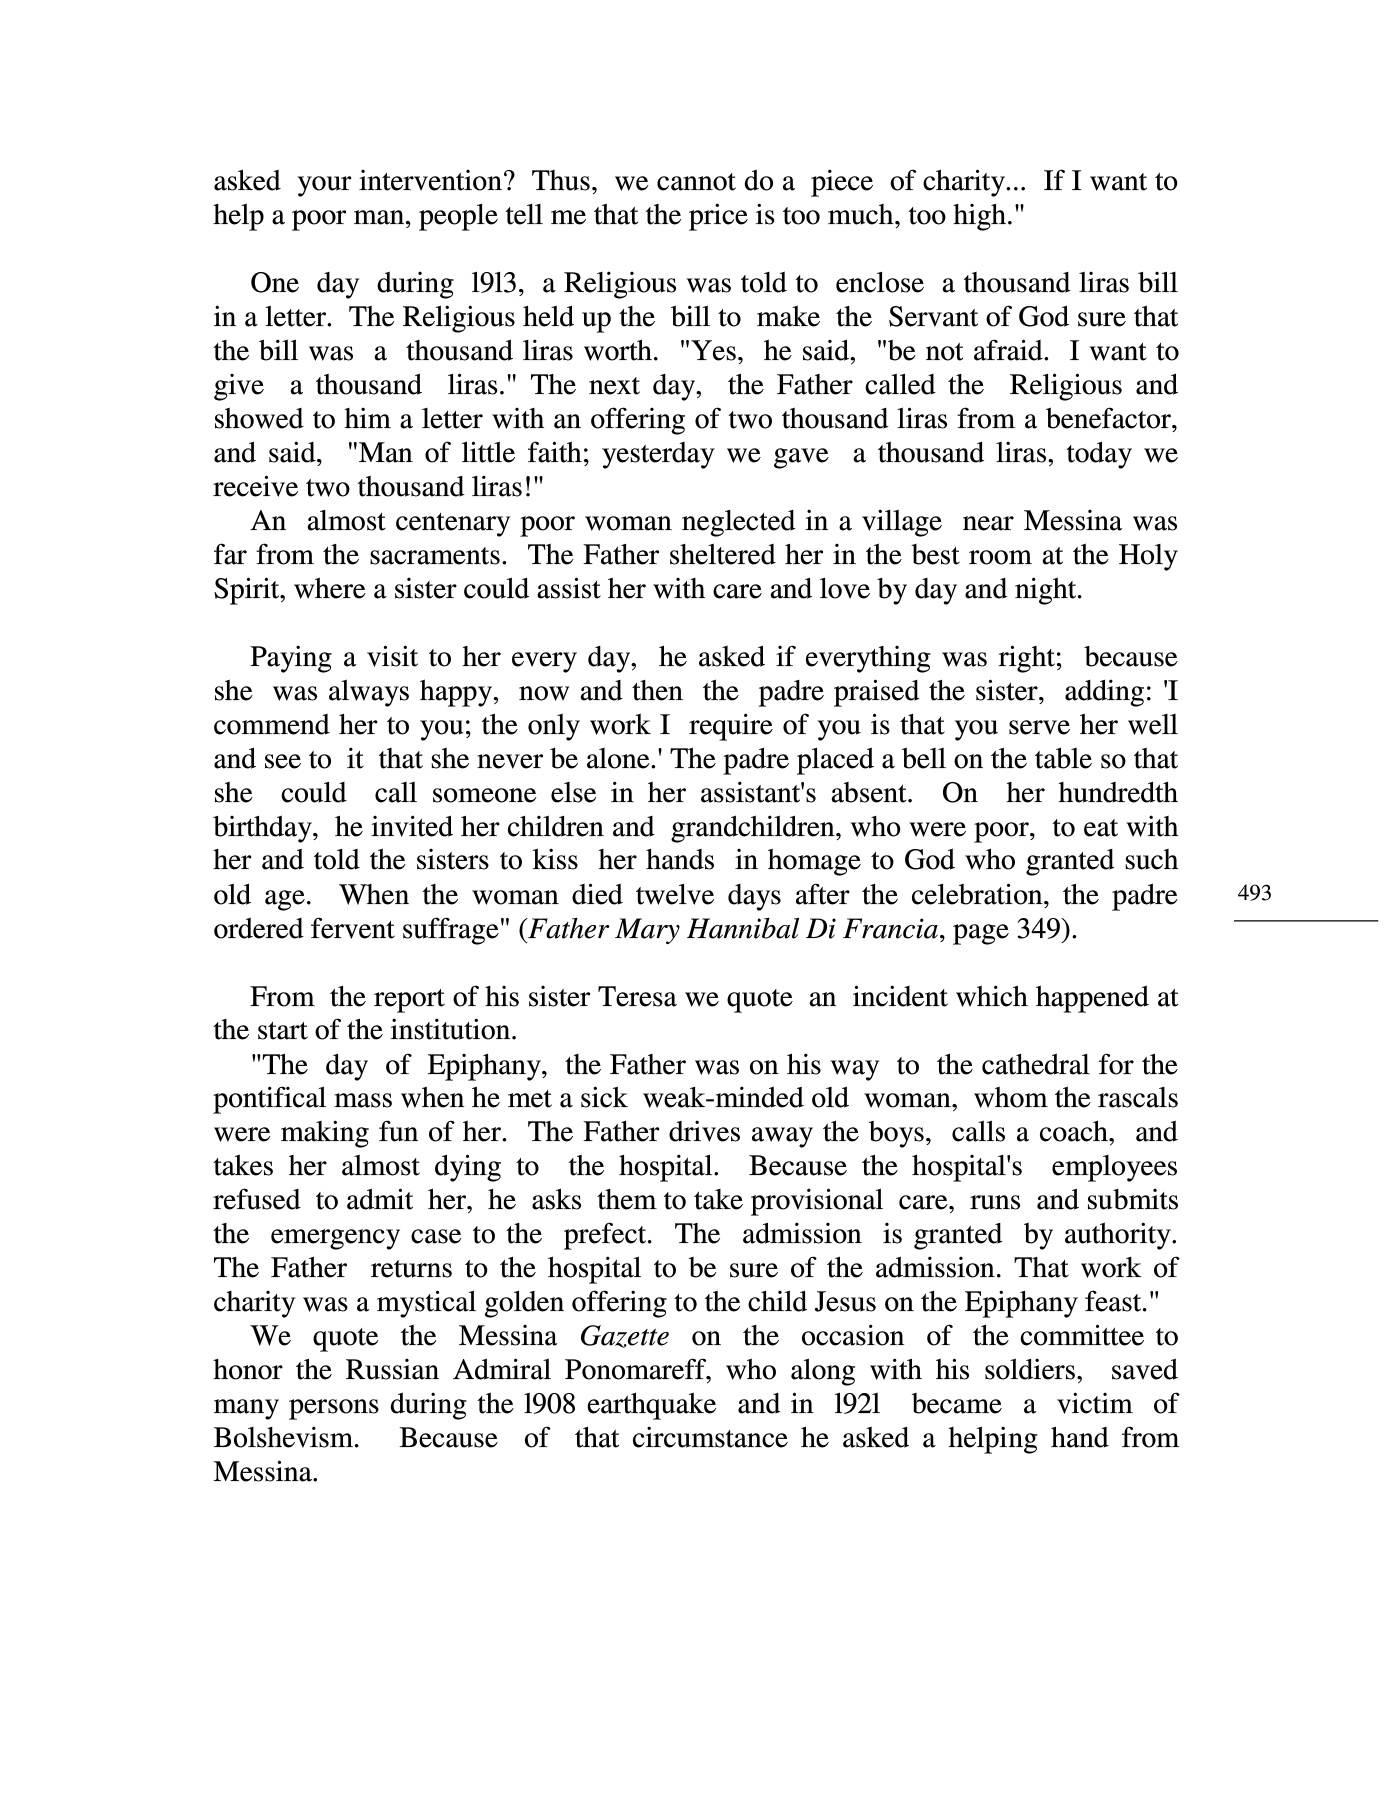 asked your intervention? Thus, we cannot do a piece of charity... If I want to
help a poor man, people tell me that the price is too much, too high."
One day during l9l3, a Religious was told to enclose a thousand liras bill
in a letter. The Religious held up the bill to make the Servant of God sure that
the bill was a thousand liras worth. "Yes, he said, "be not afraid. I want to
give a thousand liras." The next day, the Father called the Religious and
showed to him a letter with an offering of two thousand liras from a benefactor,
and said, "Man of little faith; yesterday we gave a thousand liras, today we
receive two thousand liras!"
An almost centenary poor woman neglected in a village near Messina was
far from the sacraments. The Father sheltered her in the best room at the Holy
Spirit, where a sister could assist her with care and love by day and night.
Paying a visit to her every day, he asked if everything was right; because
she was always happy, now and then the padre praised the sister, adding: 'I
commend her to you; the only work I require of you is that you serve her well
and see to it that she never be alone.' The padre placed a bell on the table so that
she could call someone else in her assistant's absent. On her hundredth
birthday, he invited her children and grandchildren, who were poor, to eat with
her and told the sisters to kiss her hands in homage to God who granted such
old age. When the woman died twelve days after the celebration, the padre
ordered fervent suffrage" (Father Mary Hannibal Di Francia, page 349).
493
From the report of his sister Teresa we quote an incident which happened at
the start of the institution.
"The day of Epiphany, the Father was on his way to the cathedral for the
pontifical mass when he met a sick weak-minded old woman, whom the rascals
were making fun of her. The Father drives away the boys, calls a coach, and
takes her almost dying to the hospital. Because the hospital's employees
refused to admit her, he asks them to take provisional care, runs and submits
the emergency case to the prefect. The admission is granted by authority.
The Father returns to the hospital to be sure of the admission. That work of
charity was a mystical golden offering to the child Jesus on the Epiphany feast."
We quote the Messina Gazette on the occasion of the committee to
honor the Russian Admiral Ponomareff, who along with his soldiers, saved
many persons during the l908 earthquake and in l92l became a victim of
Bolshevism. Because of that circumstance he asked a helping hand from
Messina.